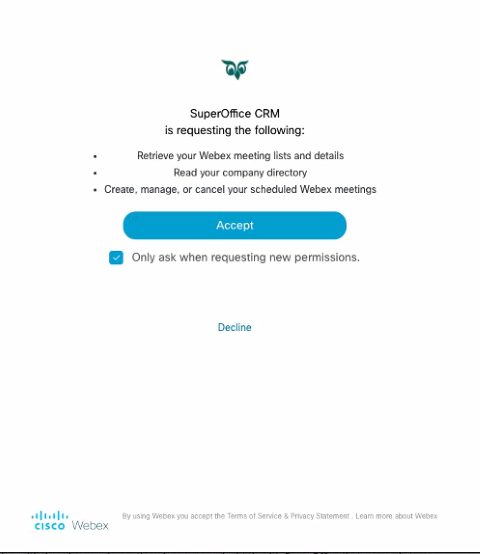 SuperOffice CRM
is requesting the following:
• Retrieve your Webex meeting lists and details
• Read your company directory
• Create, manage, or cancel your scheduled Webex meetings
Accept
Only ask when requesting new permissions.
Decline
CISCO Webex
By using Webex you accept the Terms of Service & Privacy Statement . Learn more about Webex